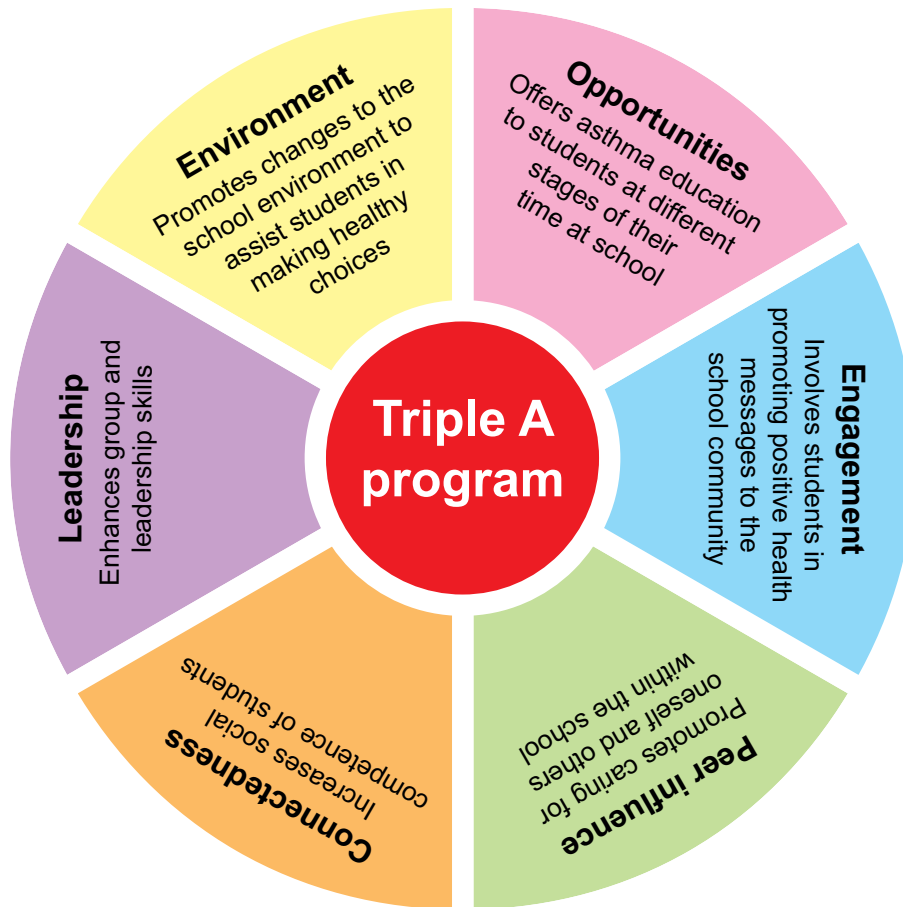 Triple A
program
Opportunities
Offers asthma education
to students at different
stages of their
time at school
Engagement
Involves students in
promoting positive health
messages to the
school community
Peer influence
Promotes caring for
oneself and others
within the school
Connectedness
Increases social
competence of students
Leadership
Enhances group and
leadership skills
Environment
Promotes changes to the
school environment to
assist students in
making healthy
choices